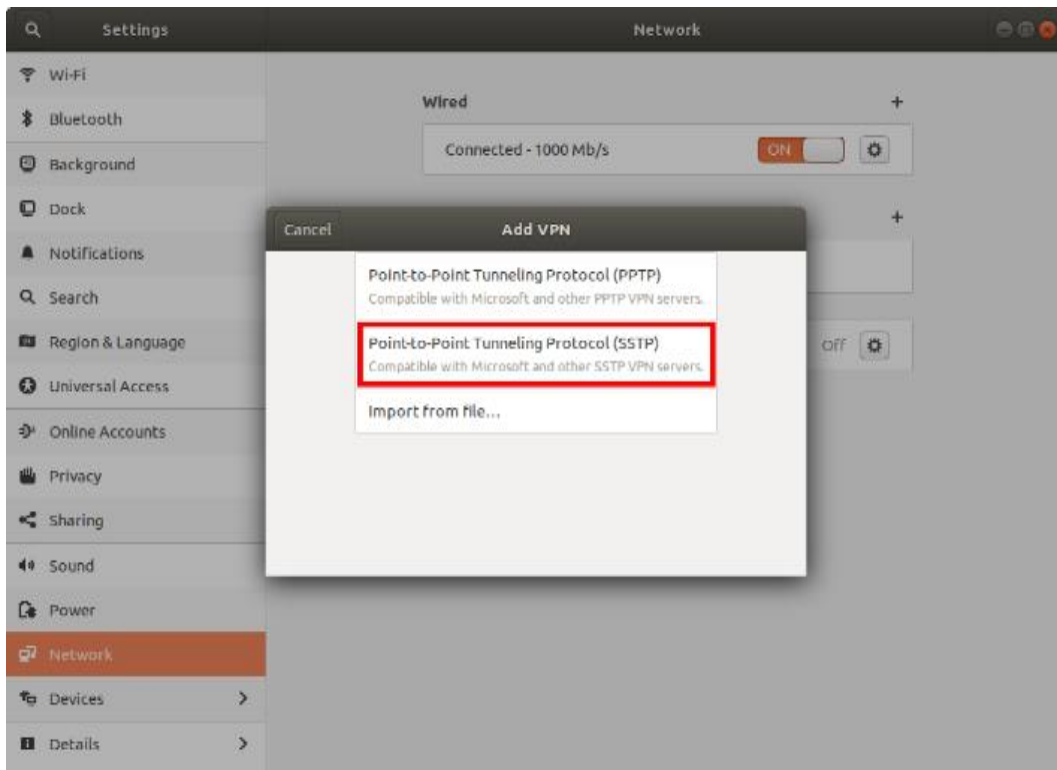 Settings
Network
Wi-Fi
Bluetooth
Background
Dock
Notifications
Search
Region & Language
Universal Access
Online Accounts
Privacy
Sharing
Sound
Power
Network
Devices
Details
Wired
Connected - 1000 Mb/s
ON
Cancel
Add VPN
Point-to-Point Tunneling Protocol (PPTP)
Compatible with Microsoft and other PPTP VPN servers.
Point-to-Point Tunneling Protocol (SSTP)
Compatible with Microsoft and other SSTP VPN servers.
Import from file...
Off